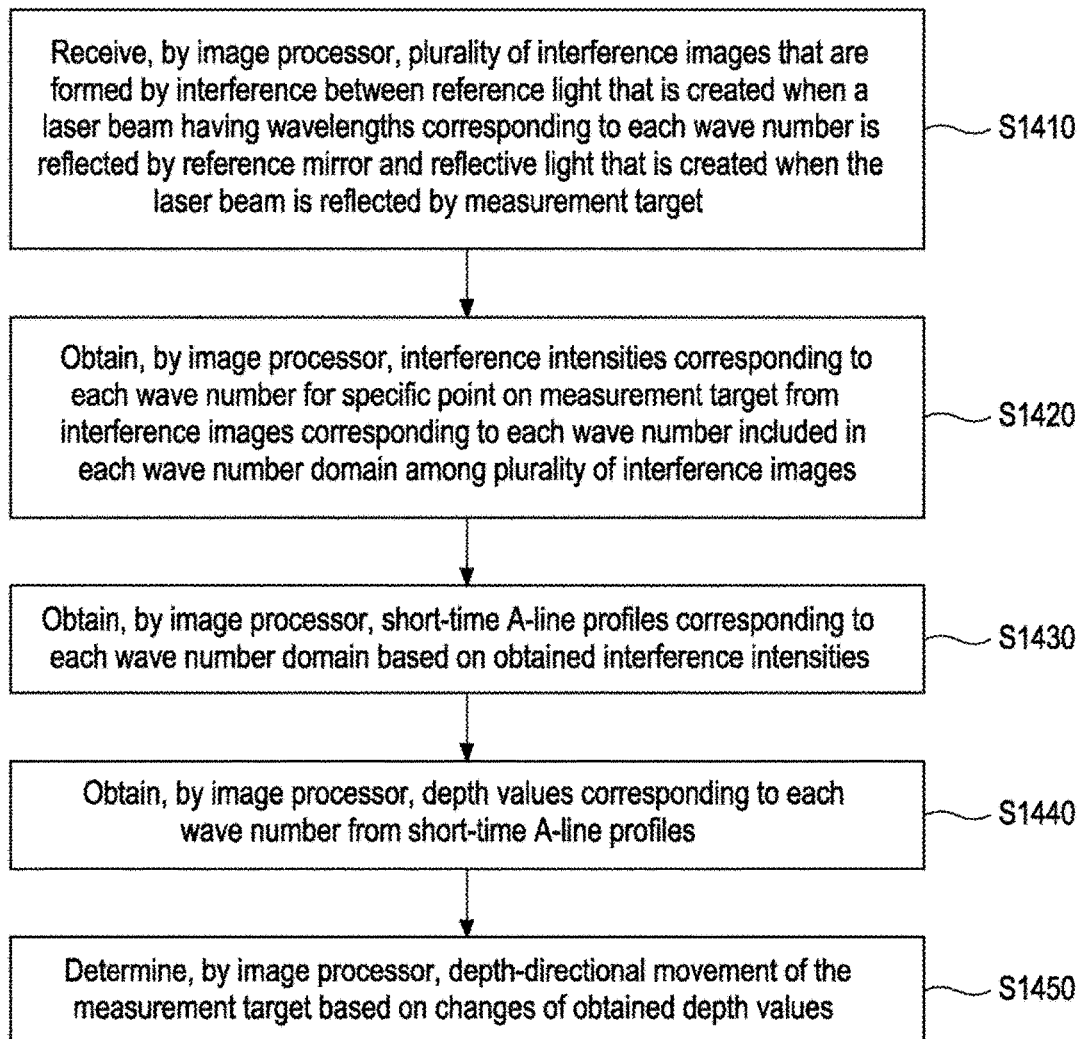 Receive, by image processor, plurality of interference images that are
formed by interference between reference light that is created when a
laser beam having wavelengths corresponding to each wave number is
reflected by reference mirror and reflective light that is created when the
laser beam is reflected by measurement target
S1410
Obtain, by image processor, interference intensities corresponding to
each wave number for specific point on measurement target from
interference images corresponding to each wave number included in
each wave number domain among plurality of interference images
S1420
Obtain, by image processor, short-time A-line profiles corresponding to
each wave number domain based on obtained interference intensities
S1430
Obtain, by image processor, depth values corresponding to each
wave number from short-time A-line profiles
S1440
Determine, by image processor, depth-directional movement of the
measurement target based on changes of obtained depth values
S1450